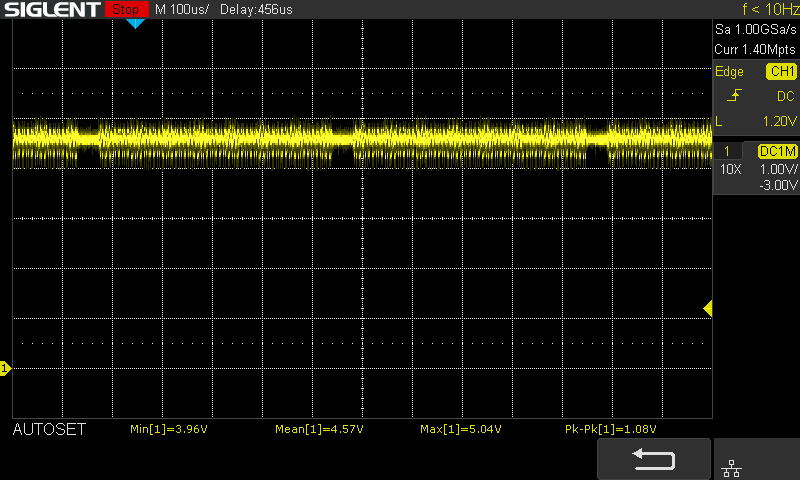 SIGLENT Stop M 100us/ Delay:456us f < 10Hz
Sa 1.00GSa/s
Curr 1.40Mpts
Edge CH1
DC
L 1.20V
1 DC1M
10X 1.00V/
-3.00V
1
AUTOSET Min[1]=3.96V Mean[1]=4.57V Max[1]=5.04V Pk-Pk[1]=1.08V